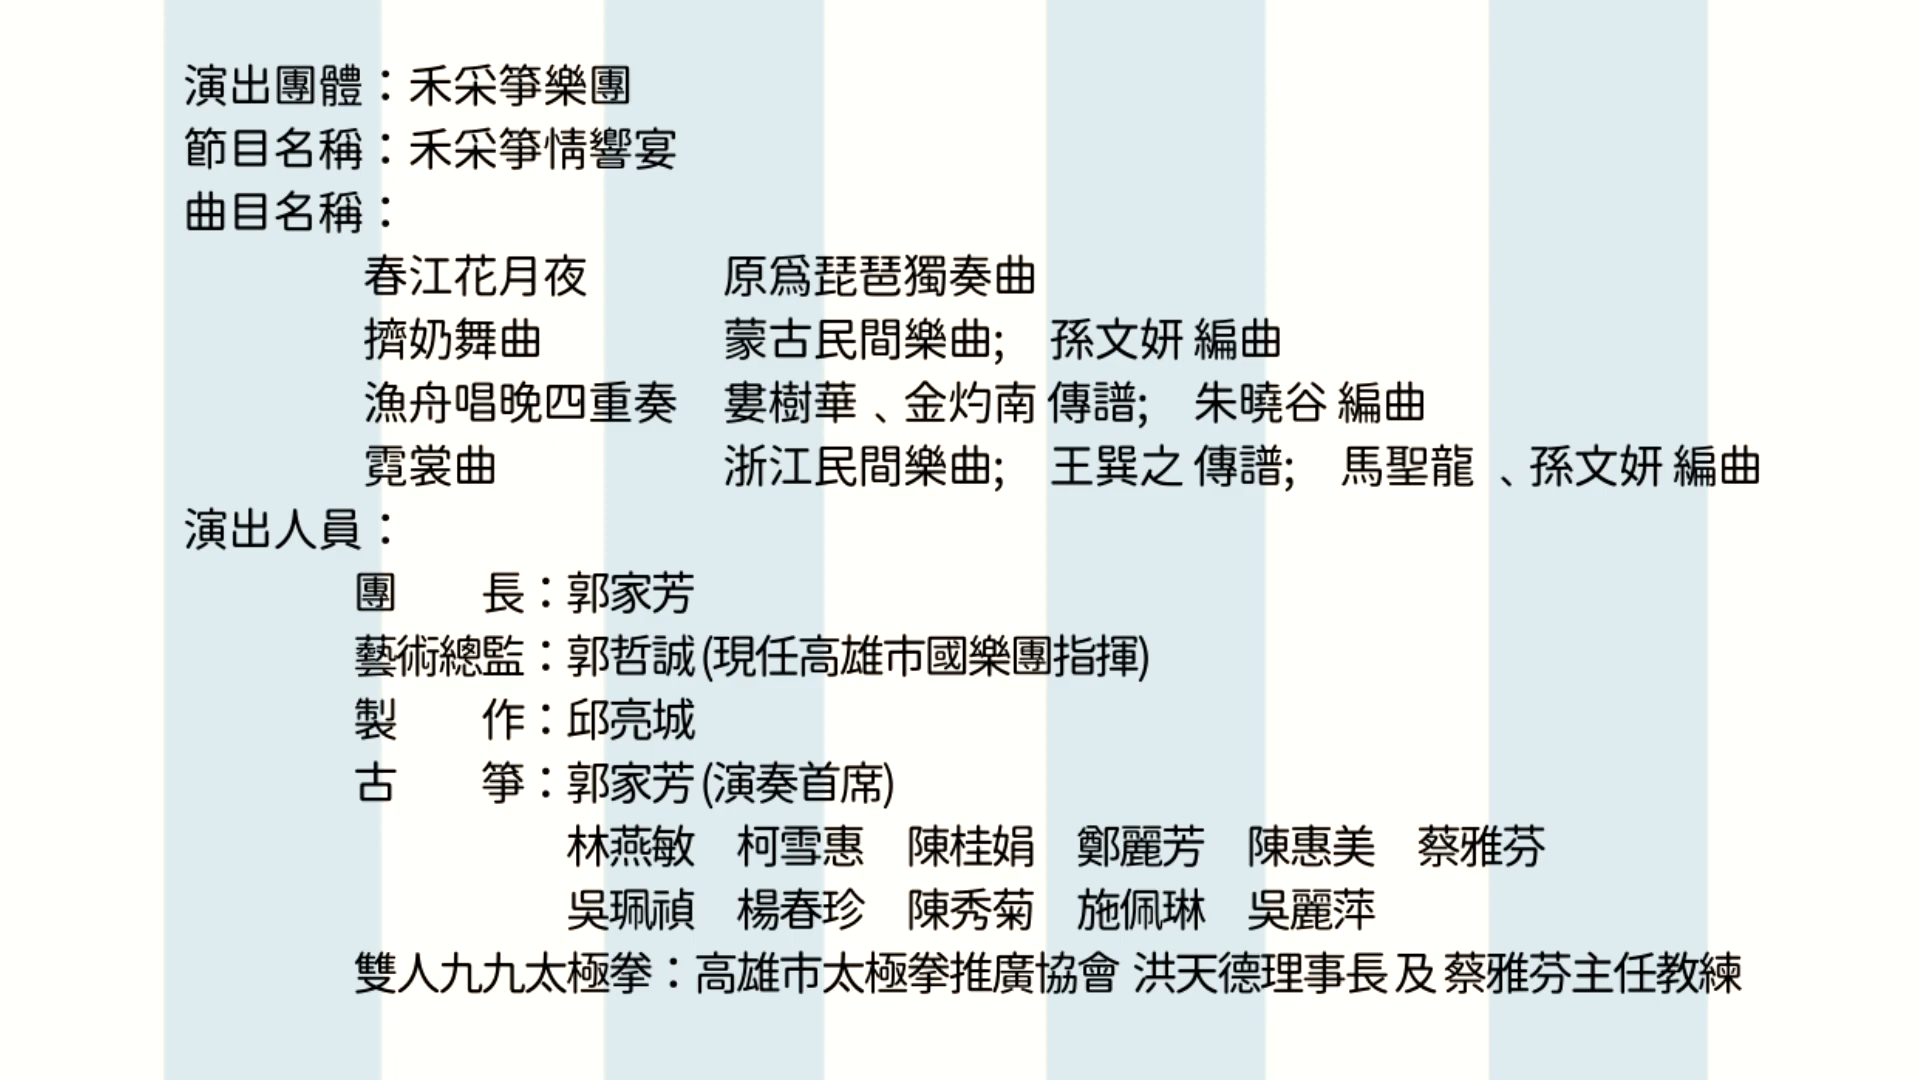 演出團體：禾采箏樂團
節目名稱：禾采箏情響宴
曲目名稱：
春江花月夜　原為琵琶獨奏曲
擠奶舞曲　蒙古民間樂曲;　孫文妍 編曲
漁舟唱晚四重奏　婁樹華、金灼南 傳譜;　朱曉谷 編曲
霓裳曲　浙江民間樂曲;　王巽之 傳譜;　馬聖龍、孫文妍 編曲
演出人員：
團　　長：郭家芳
藝術總監：郭哲誠(現任高雄市國樂團指揮)
製　　作：邱亮城
古　　箏：郭家芳(演奏首席)
林燕敏　柯雪惠　陳桂娟　鄭麗芳　陳惠美　蔡雅芬
吳珮禎　楊春珍　陳秀菊　施佩琳　吳麗萍
雙人九九太極拳：高雄市太極拳推廣協會 洪天德理事長 及 蔡雅芬主任教練